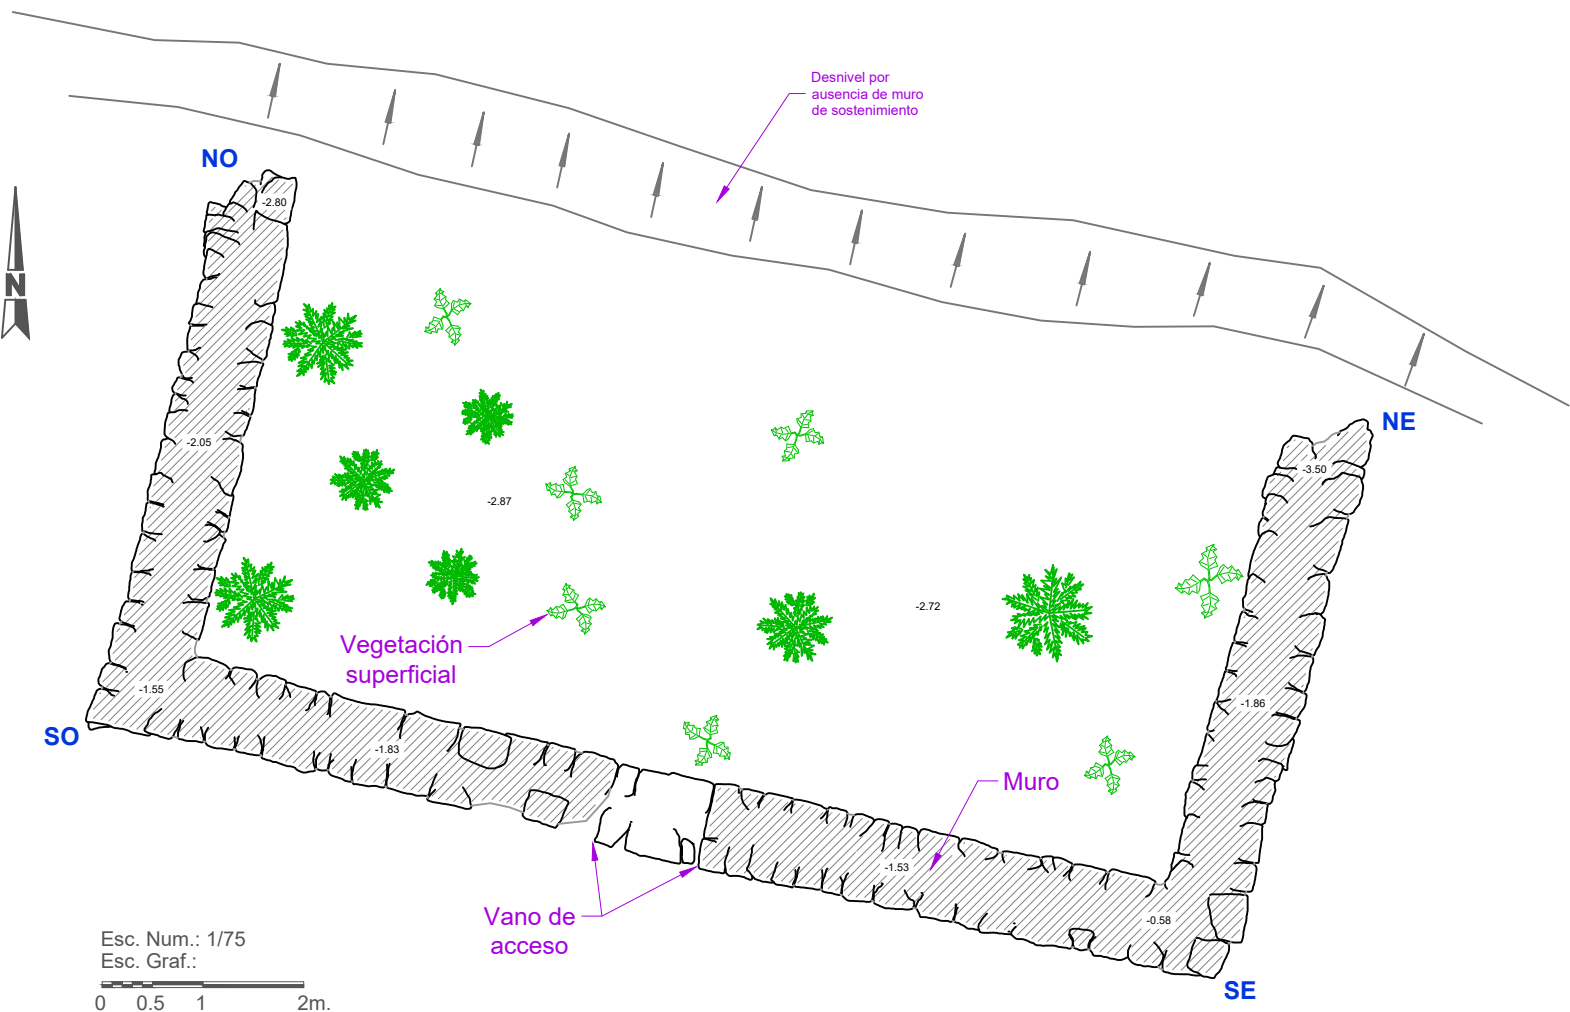 Desnivel por
ausencia de muro
de sostenimiento
NO
-2.80
N
NE
-2.05
-3.50
-2.87
-2.72
Vegetación
superficial
-1.55
-1.86
SO
-1.83
Muro
-1.53
Vano de
acceso
-0.58
SE
Esc. Num.: 1/75
Esc. Graf.:
0 0.5 1 2m.